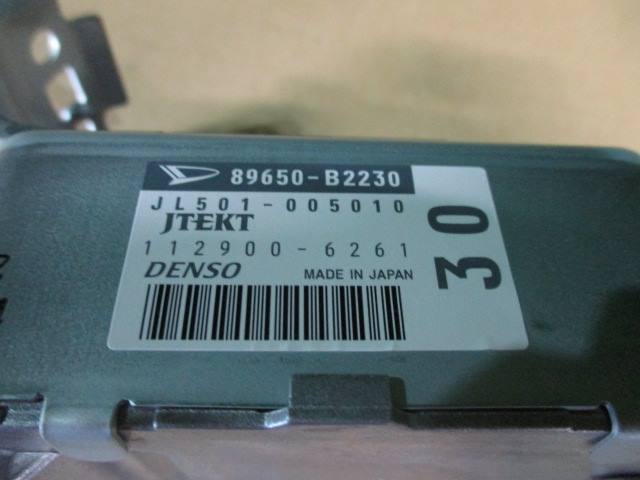 89650-B2230
JL501-005010
JTEKT
112900-6261
DENSO MADE IN JAPAN
30